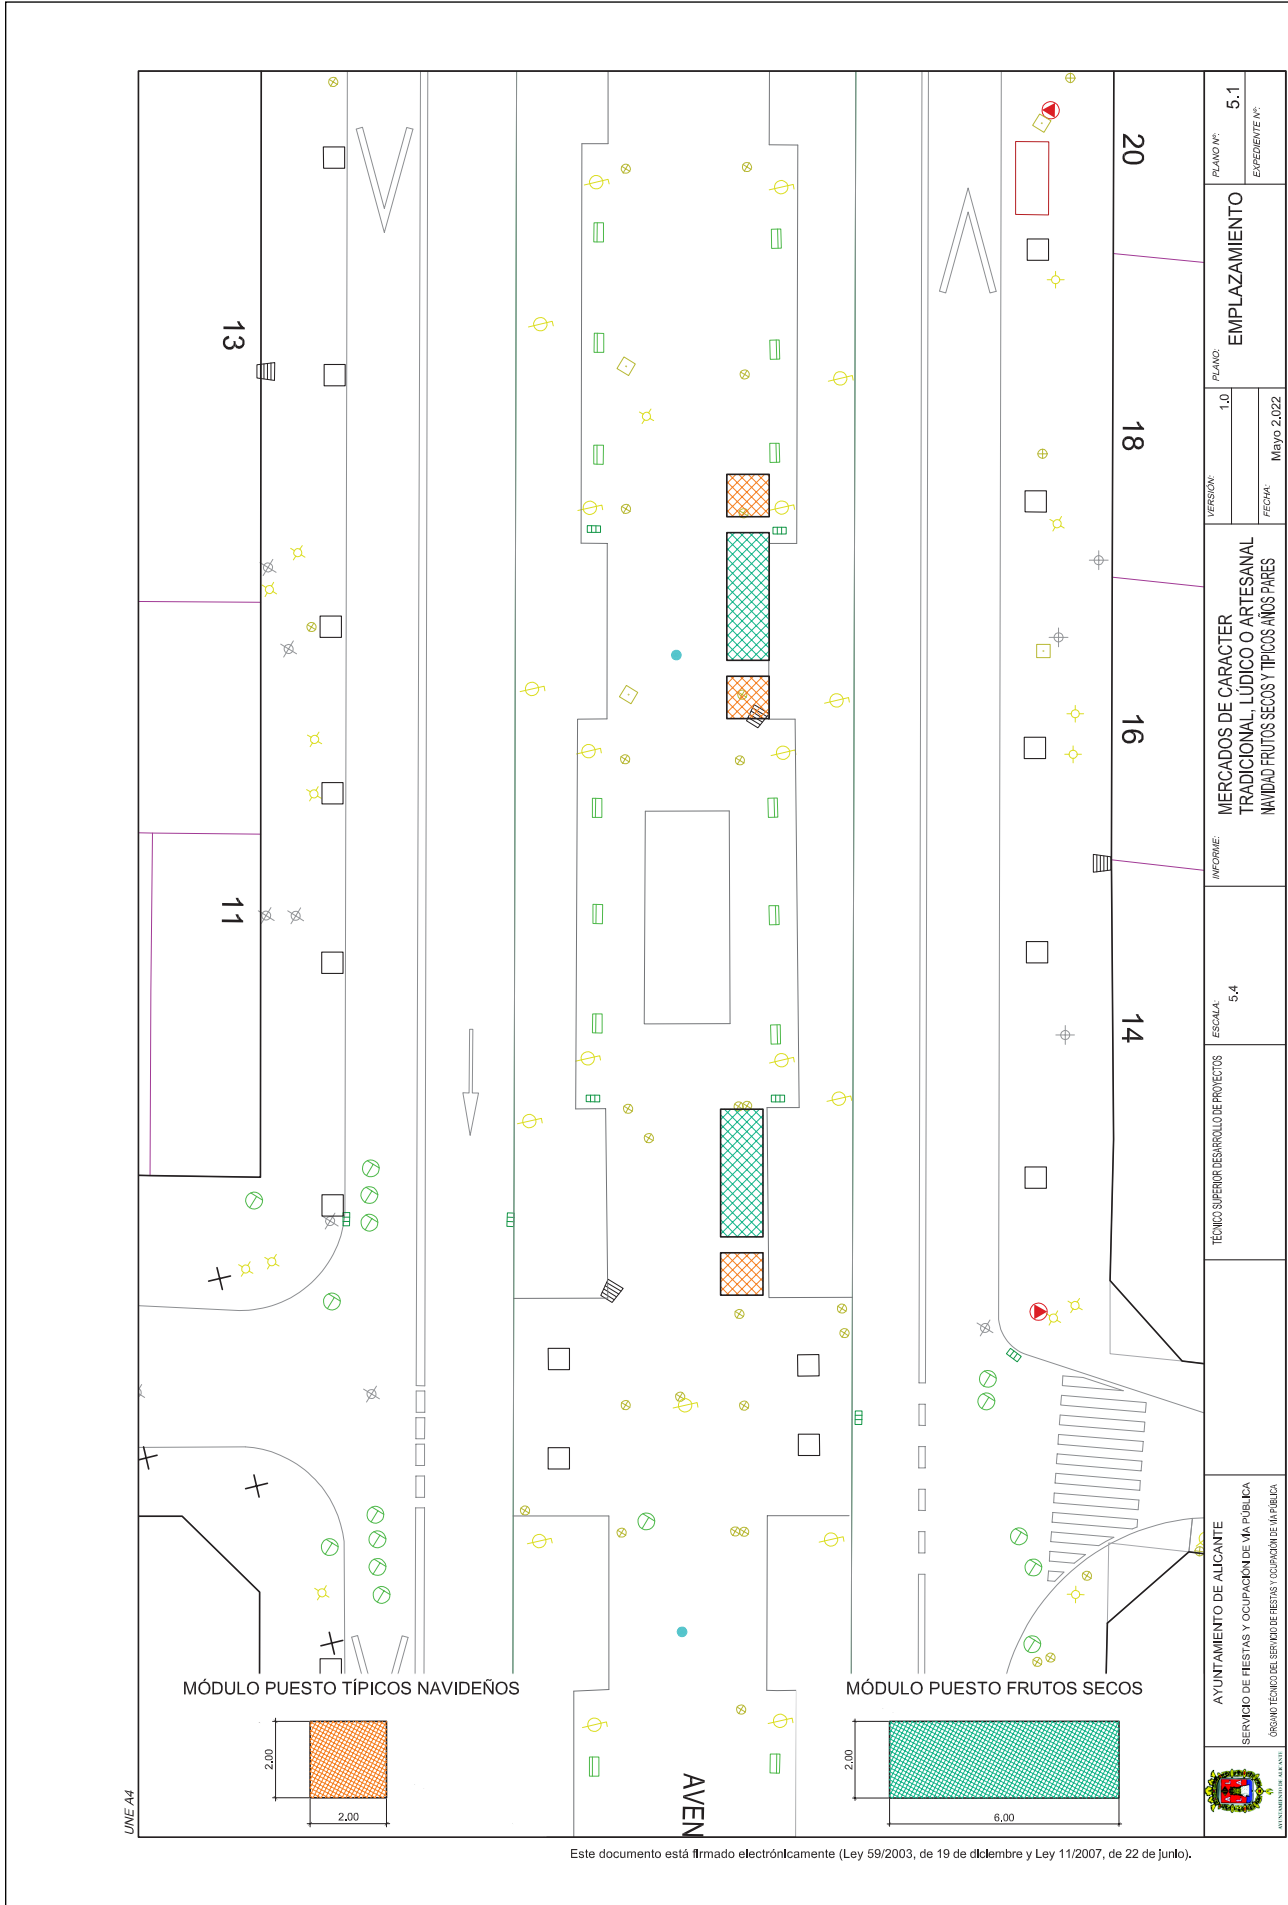 13
11
20
18
16
14
MÓDULO PUESTO TÍPICOS NAVIDEÑOS
2.00
2.00
MÓDULO PUESTO FRUTOS SECOS
2.00
6.00
AVEN
UNE A4
AYUNTAMIENTO DE ALICANTE
AYUNTAMIENTO DE ALICANTE
SERVICIO DE FIESTAS Y OCUPACIÓN DE VÍA PÚBLICA
ÓRGANO TÉCNICO DEL SERVICIO DE FIESTAS Y OCUPACIÓN DE VÍA PÚBLICA
TÉCNICO SUPERIOR DESARROLLO DE PROYECTOS
ESCALA:
5.4
INFORME:
MERCADOS DE CARACTER
TRADICIONAL, LÚDICO O ARTESANAL
NAVIDAD FRUTOS SECOS Y TIPICOS AÑOS PARES
VERSIÓN:
1.0
FECHA:
Mayo 2.022
PLANO:
EMPLAZAMIENTO
PLANO Nº:
5.1
EXPEDIENTE Nº:
Este documento está firmado electrónicamente (Ley 59/2003, de 19 de diciembre y Ley 11/2007, de 22 de junio).